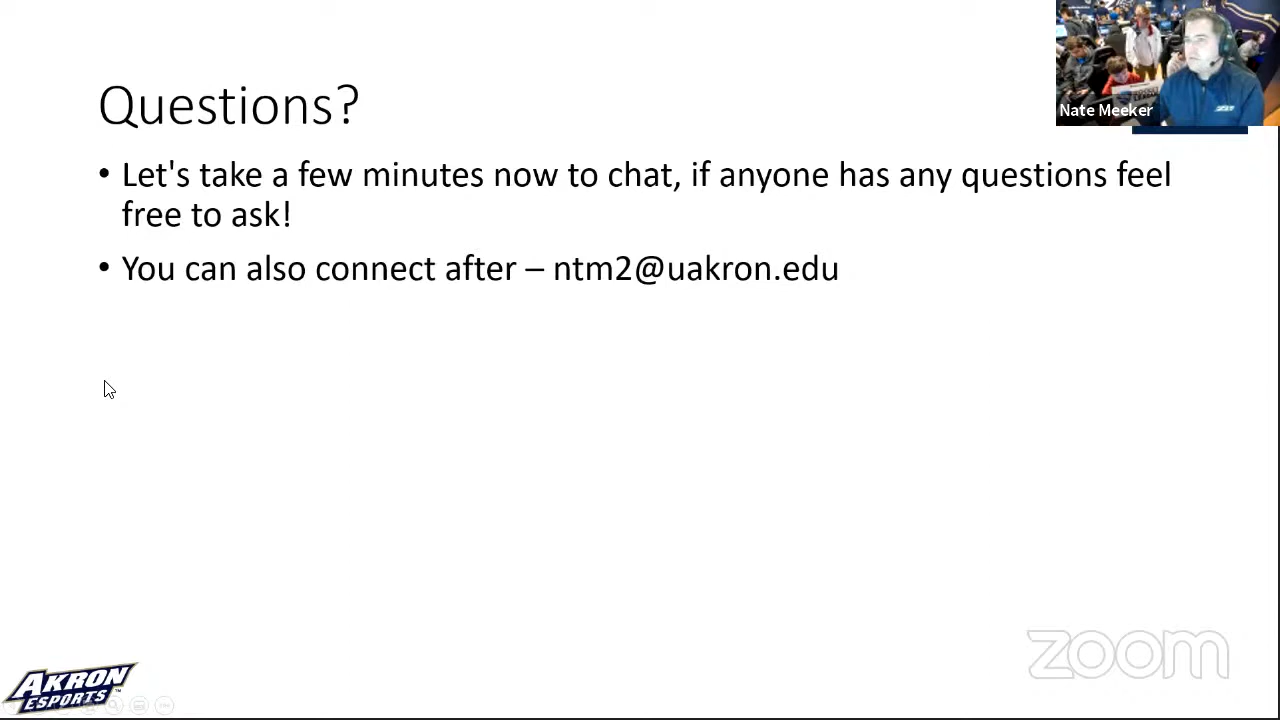 Nate Meeker
Questions?
• Let's take a few minutes now to chat, if anyone has any questions feel
free to ask!
• You can also connect after – ntm2@uakron.edu
zoom
AKRON
ESPORTS™